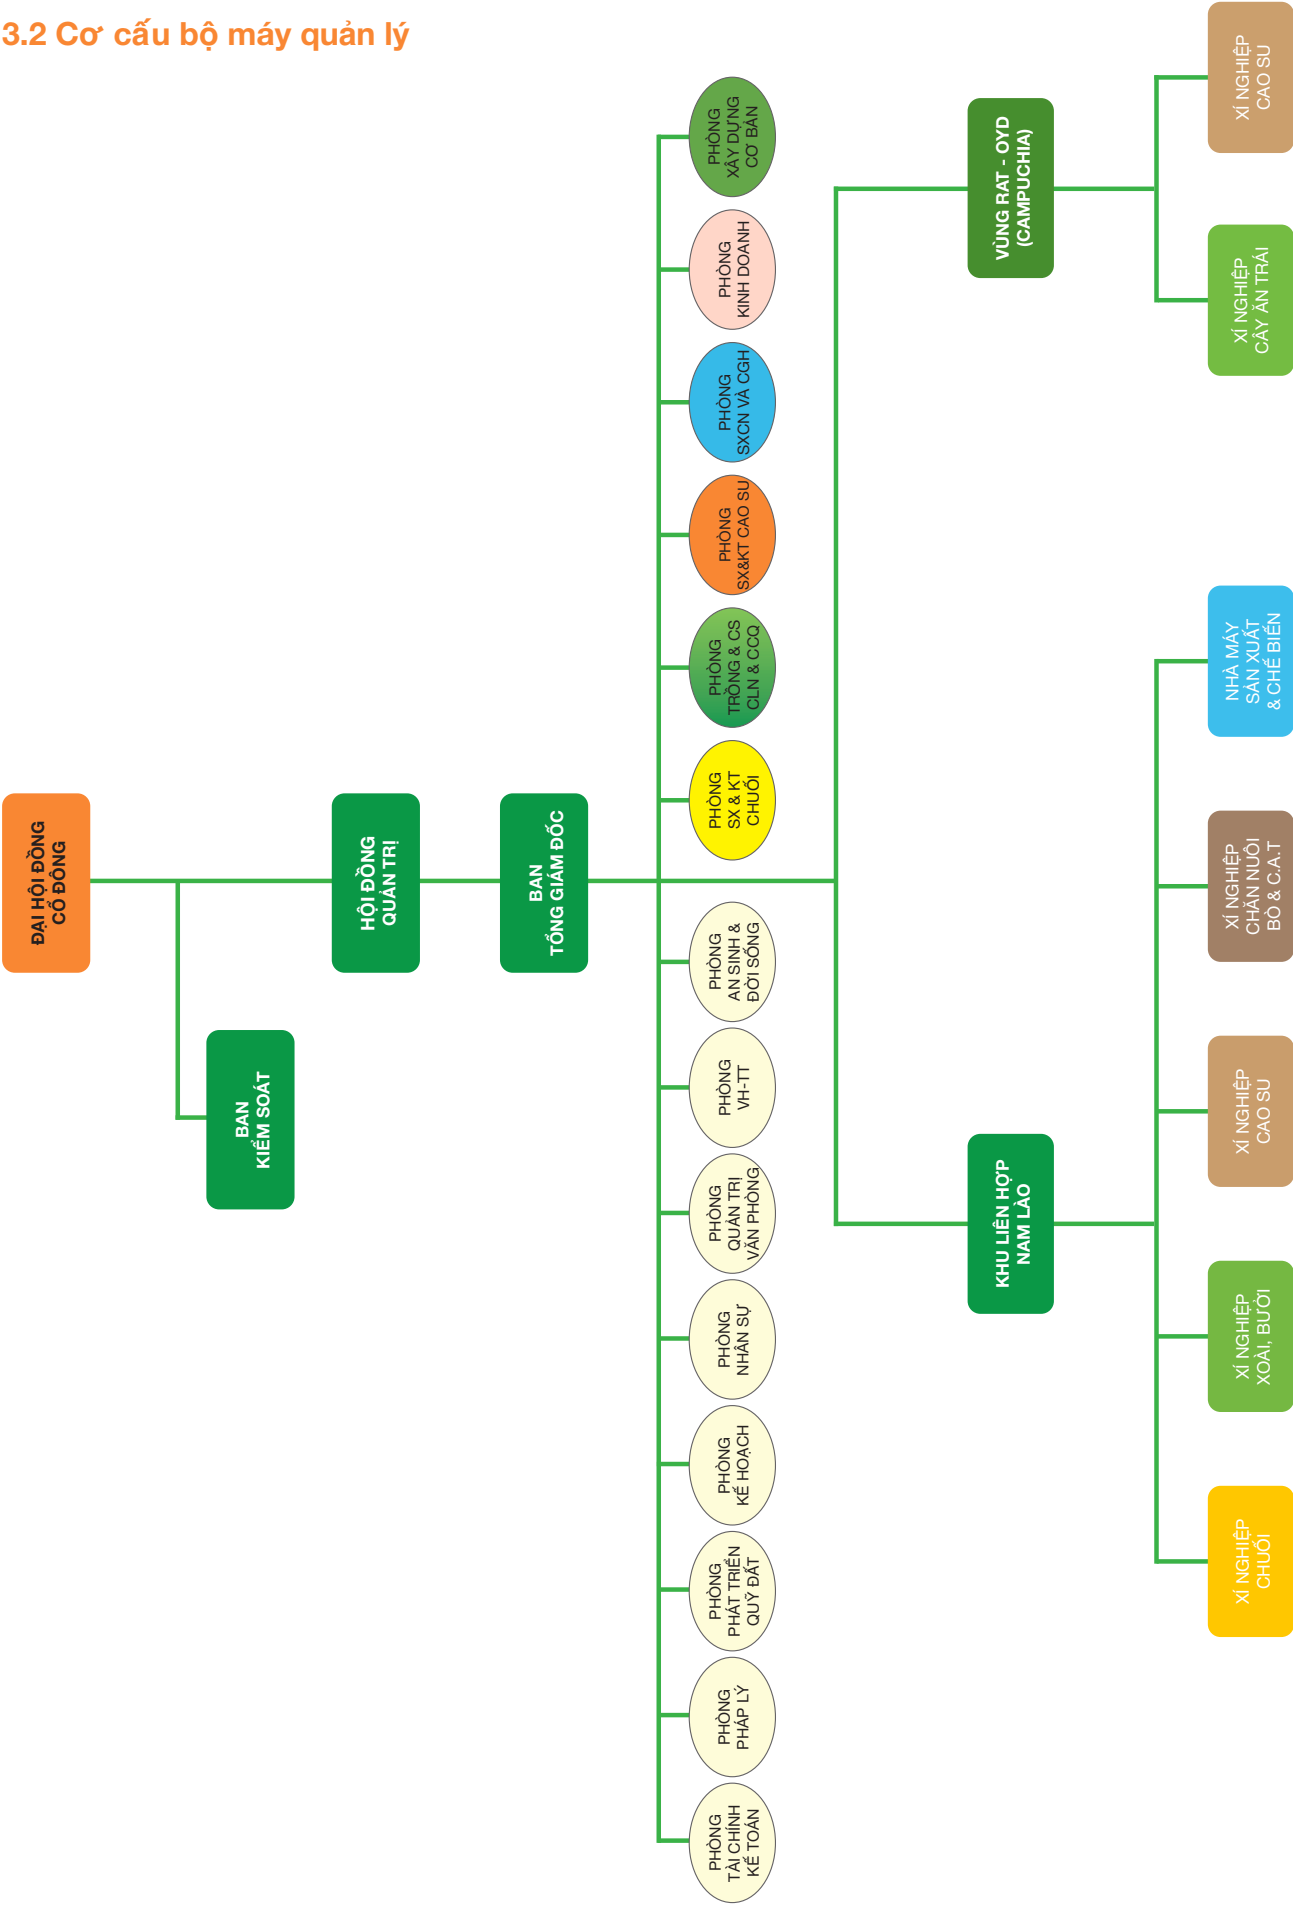 3.2 Cơ cấu bộ máy quản lý
ĐẠI HỘI ĐỒNG
CỔ ĐÔNG
BAN
KIỂM SOÁT
HỘI ĐỒNG
QUẢN TRỊ
BAN
TỔNG GIÁM ĐỐC
PHÒNG
TÀI CHÍNH
KẾ TOÁN
PHÒNG
PHÁP LÝ
PHÒNG
PHÁT TRIỂN
QUỸ ĐẤT
PHÒNG
KẾ HOẠCH
PHÒNG
NHÂN SỰ
PHÒNG
QUẢN TRỊ
VĂN PHÒNG
PHÒNG
VH-TT
PHÒNG
AN SINH &
ĐỜI SỐNG
PHÒNG
SX & KT
CHUỐI
PHÒNG
TRỒNG & CS
CLN & CCQ
PHÒNG
SX&KT CAO SU
PHÒNG
SXCN VÀ CGH
PHÒNG
KINH DOANH
PHÒNG
XÂY DỰNG
CƠ BẢN
KHU LIÊN HỢP
NAM LÀO
VÙNG RAT - OYD
(CAMPUCHIA)
XÍ NGHIỆP
CHUỐI
XÍ NGHIỆP
XOÀI, BƯỞI
XÍ NGHIỆP
CAO SU
XÍ NGHIỆP
CHĂN NUÔI
BÒ & C.A.T
NHÀ MÁY
SẢN XUẤT
& CHẾ BIẾN
XÍ NGHIỆP
CÂY ĂN TRÁI
XÍ NGHIỆP
CAO SU